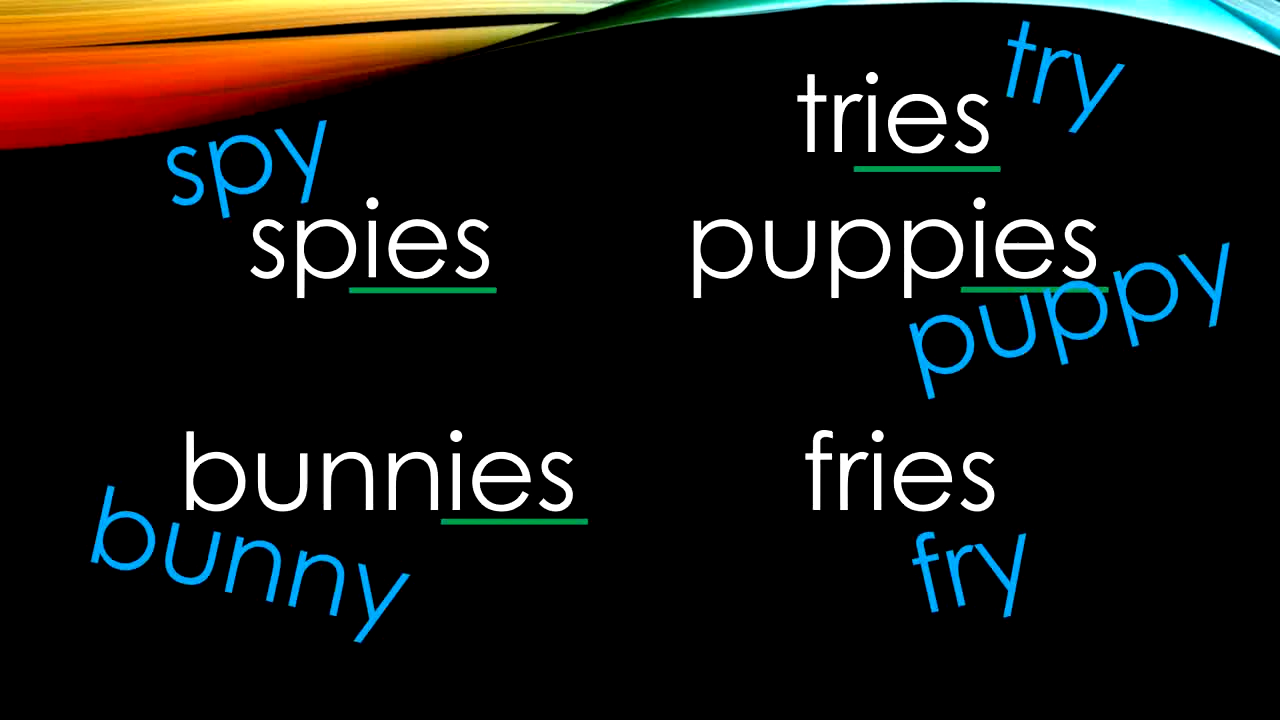 try
tries
spy
spies
puppies
puppy
bunnies
bunny
fries
fry